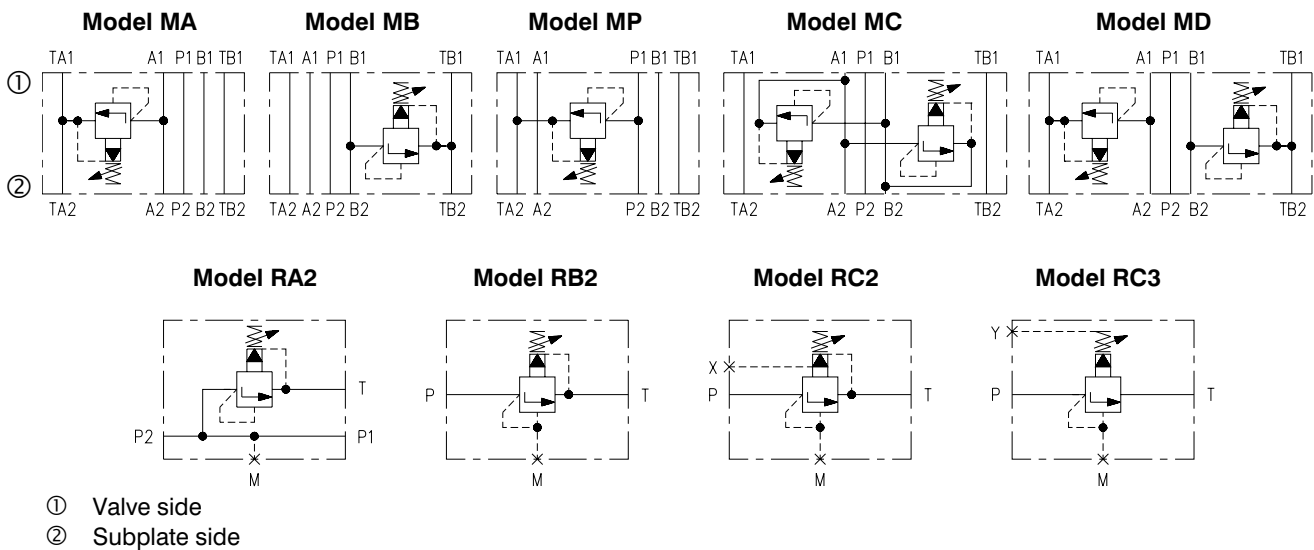 Model MA Model MB Model MP Model MC Model MD
TA1 A1 P1 B1 TB1 TA1 A1 P1 B1 TB1 TA1 A1 P1 B1 TB1 TA1 A1 P1 B1 TB1 TA1 A1 P1 B1 TB1
①
②
TA2 A2 P2 B2 TB2 TA2 A2 P2 B2 TB2 TA2 A2 P2 B2 TB2 TA2 A2 P2 B2 TB2 TA2 A2 P2 B2 TB2
Model RA2 Model RB2 Model RC2 Model RC3
Y
X
T P T P T P T
P2 P1
M M M M
① Valve side
② Subplate side